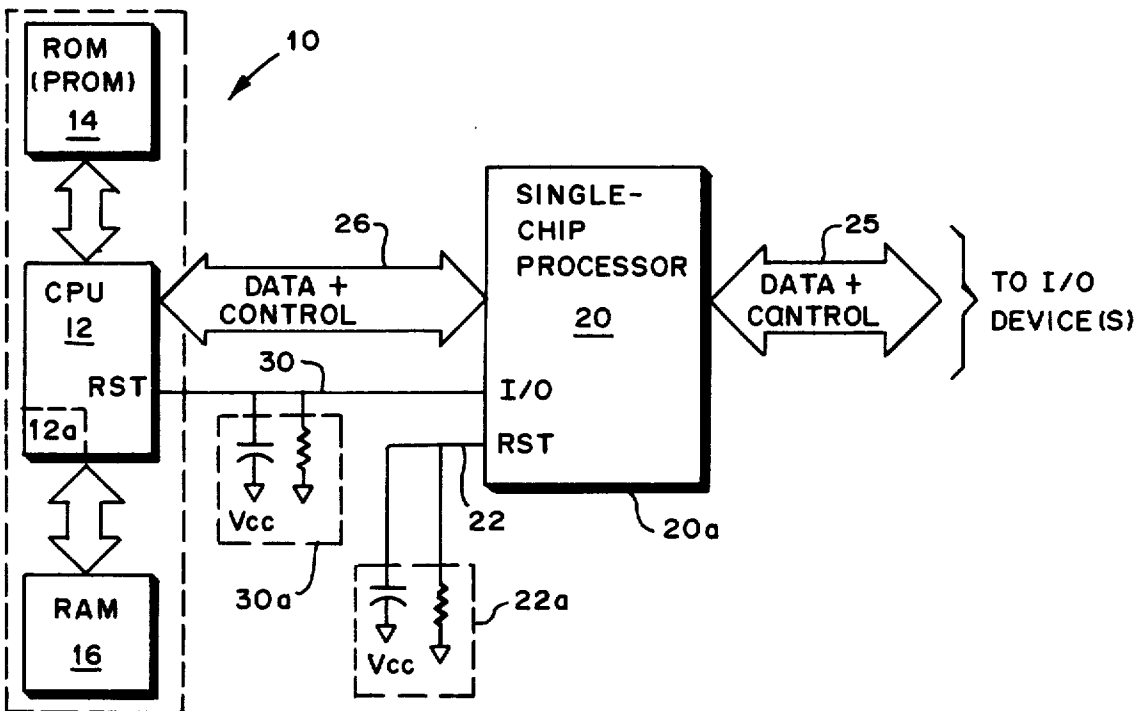 ROM
(PROM)
14
10
CPU
12
RST
12a
RAM
16
26
DATA +
CONTROL
30
Vcc
30a
SINGLE-
CHIP
PROCESSOR
20
I/O
RST
22
20a
Vcc
22a
25
DATA +
CONTROL
TO I/O
DEVICE(S)